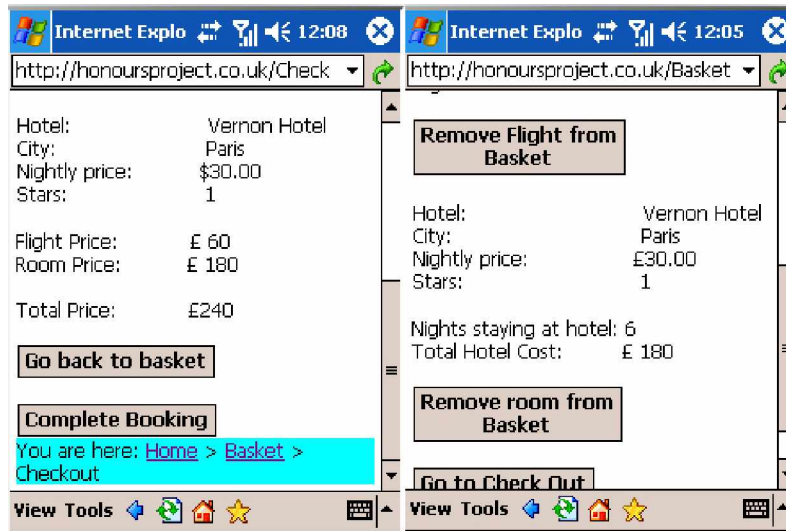 Internet Explo 12:08
http://honoursproject.co.uk/Check
Hotel: Vernon Hotel
City: Paris
Nightly price: $30.00
Stars: 1
Flight Price: £ 60
Room Price: £ 180
Total Price: £240
Go back to basket
Complete Booking
You are here: Home > Basket >
Checkout
View Tools
Internet Explo 12:05
http://honoursproject.co.uk/Basket
Remove Flight from
Basket
Hotel: Vernon Hotel
City: Paris
Nightly price: £30.00
Stars: 1
Nights staying at hotel: 6
Total Hotel Cost: £ 180
Remove room from
Basket
Go to Check Out
View Tools